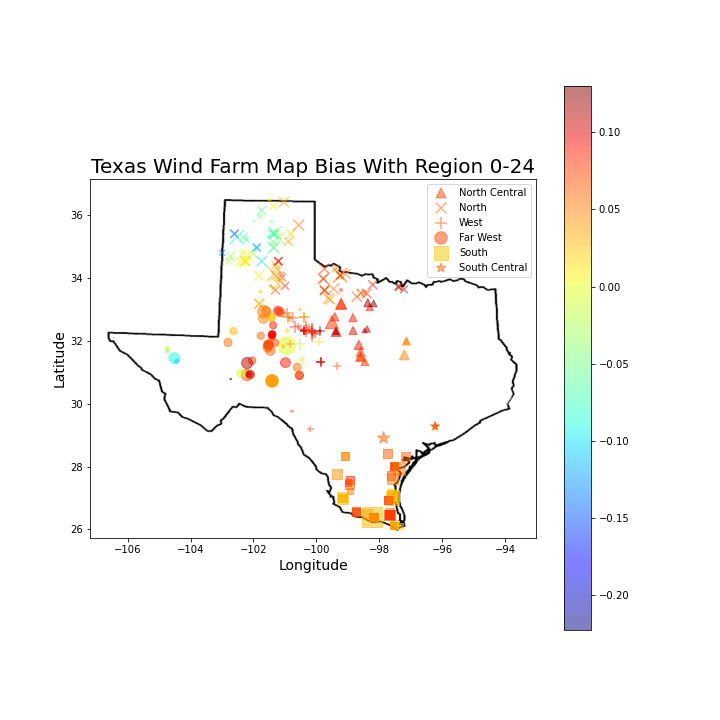 Texas Wind Farm Map Bias With Region 0-24
North Central
North
West
Far West
South
South Central
36
34
32
30
28
26
Latitude
−106
−104
−102
−100
−98
−96
−94
Longitude
0.10
0.05
0.00
−0.05
−0.10
−0.15
−0.20